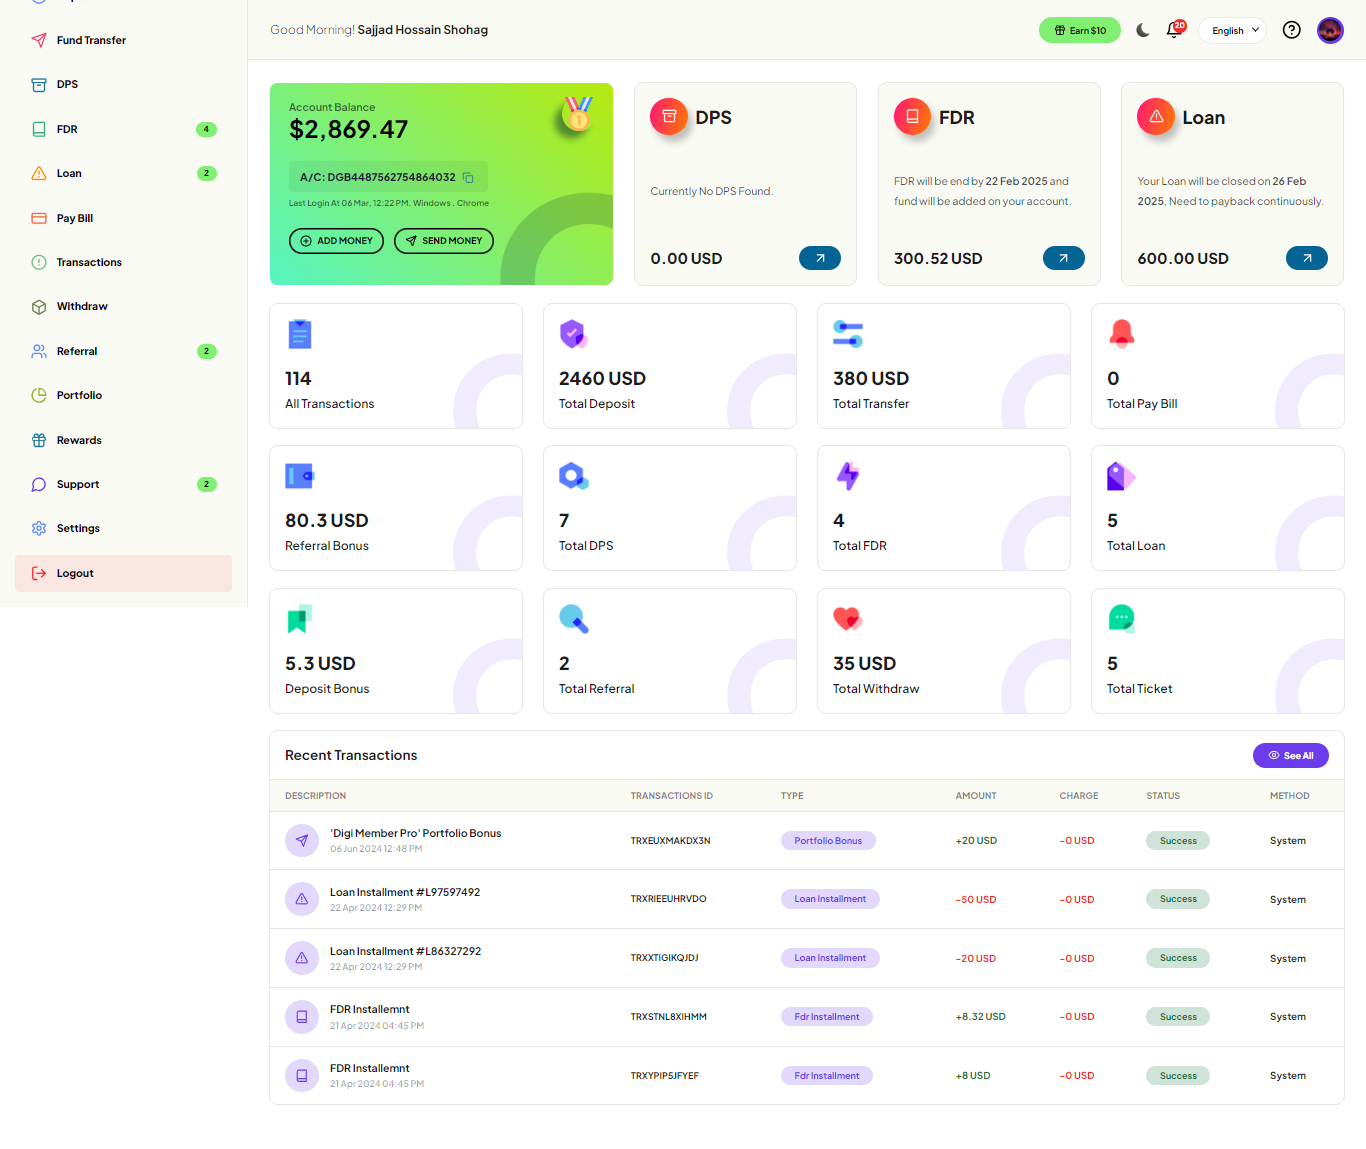 Fund Transfer
DPS
FDR 4
Loan 2
Pay Bill
Transactions
Withdraw
Referral 2
Portfolio
Rewards
Support 2
Settings
Logout
Good Morning! Sajjad Hossain Shohag
Earn $10
20
English
Account Balance
$2,869.47
A/C: DGB4487562754864032
Last Login At 06 Mar, 12:22 PM. Windows . Chrome
ADD MONEY
SEND MONEY
DPS
Currently No DPS Found.
0.00 USD
FDR
FDR will be end by 22 Feb 2025 and
fund will be added on your account.
300.52 USD
Loan
Your Loan will be closed on 26 Feb
2025, Need to payback continuously.
600.00 USD
114
All Transactions
2460 USD
Total Deposit
380 USD
Total Transfer
0
Total Pay Bill
80.3 USD
Referral Bonus
7
Total DPS
4
Total FDR
5
Total Loan
5.3 USD
Deposit Bonus
2
Total Referral
35 USD
Total Withdraw
5
Total Ticket
Recent Transactions
See All
DESCRIPTION TRANSACTIONS ID TYPE AMOUNT CHARGE STATUS METHOD
'Digi Member Pro' Portfolio Bonus
06 Jun 2024 12:48 PM
TRXEUXMAKDX3N Portfolio Bonus +20 USD -0 USD Success System
Loan Installment #L97597492
22 Apr 2024 12:29 PM
TRXRIEEUHRVDO Loan Installment -50 USD -0 USD Success System
Loan Installment #L86327292
22 Apr 2024 12:29 PM
TRXXTIGIKQJDJ Loan Installment -20 USD -0 USD Success System
FDR Installemnt
21 Apr 2024 04:45 PM
TRXSTNL8XIHMM Fdr Installment +8.32 USD -0 USD Success System
FDR Installemnt
21 Apr 2024 04:45 PM
TRXYPIP5JFYEF Fdr Installment +8 USD -0 USD Success System